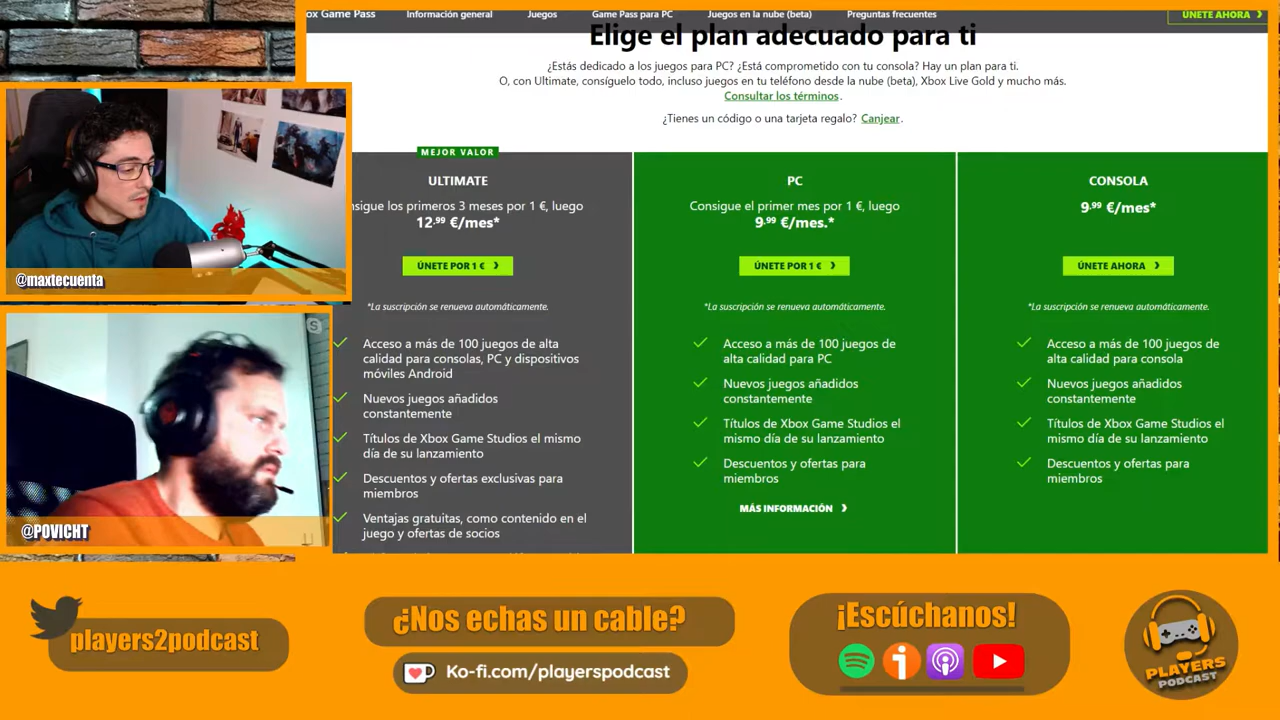 ox Game Pass
Información general
Juegos
Game Pass para PC
Juegos en la nube (beta)
Preguntas frecuentes
ÚNETE AHORA
Elige el plan adecuado para ti
¿Estás dedicado a los juegos para PC? ¿Está comprometido con tu consola? Hay un plan para ti.
O, con Ultimate, consíguelo todo, incluso juegos en tu teléfono desde la nube (beta), Xbox Live Gold y mucho más.
Consultar los términos.
¿Tienes un código o una tarjeta regalo? Canjear.
MEJOR VALOR
ULTIMATE
nsigue los primeros 3 meses por 1 €, luego
12.99 €/mes*
ÚNETE POR 1 €
*La suscripción se renueva automáticamente.
Acceso a más de 100 juegos de alta
calidad para consolas, PC y dispositivos
móviles Android
Nuevos juegos añadidos
constantemente
Títulos de Xbox Game Studios el mismo
día de su lanzamiento
Descuentos y ofertas exclusivas para
miembros
Ventajas gratuitas, como contenido en el
juego y ofertas de socios
PC
Consigue el primer mes por 1 €, luego
9.99 €/mes.*
ÚNETE POR 1 €
*La suscripción se renueva automáticamente.
Acceso a más de 100 juegos de
alta calidad para PC
Nuevos juegos añadidos
constantemente
Títulos de Xbox Game Studios el
mismo día de su lanzamiento
Descuentos y ofertas para
miembros
MÁS INFORMACIÓN
CONSOLA
9.99 €/mes*
ÚNETE AHORA
*La suscripción se renueva automáticamente.
Acceso a más de 100 juegos de
alta calidad para consola
Nuevos juegos añadidos
constantemente
Títulos de Xbox Game Studios el
mismo día de su lanzamiento
Descuentos y ofertas para
miembros
@maxtecuenta
@POVICHT
players2podcast
¿Nos echas un cable?
Ko-fi.com/playerspodcast
¡Escúchanos!
PLAYERS
PODCAST